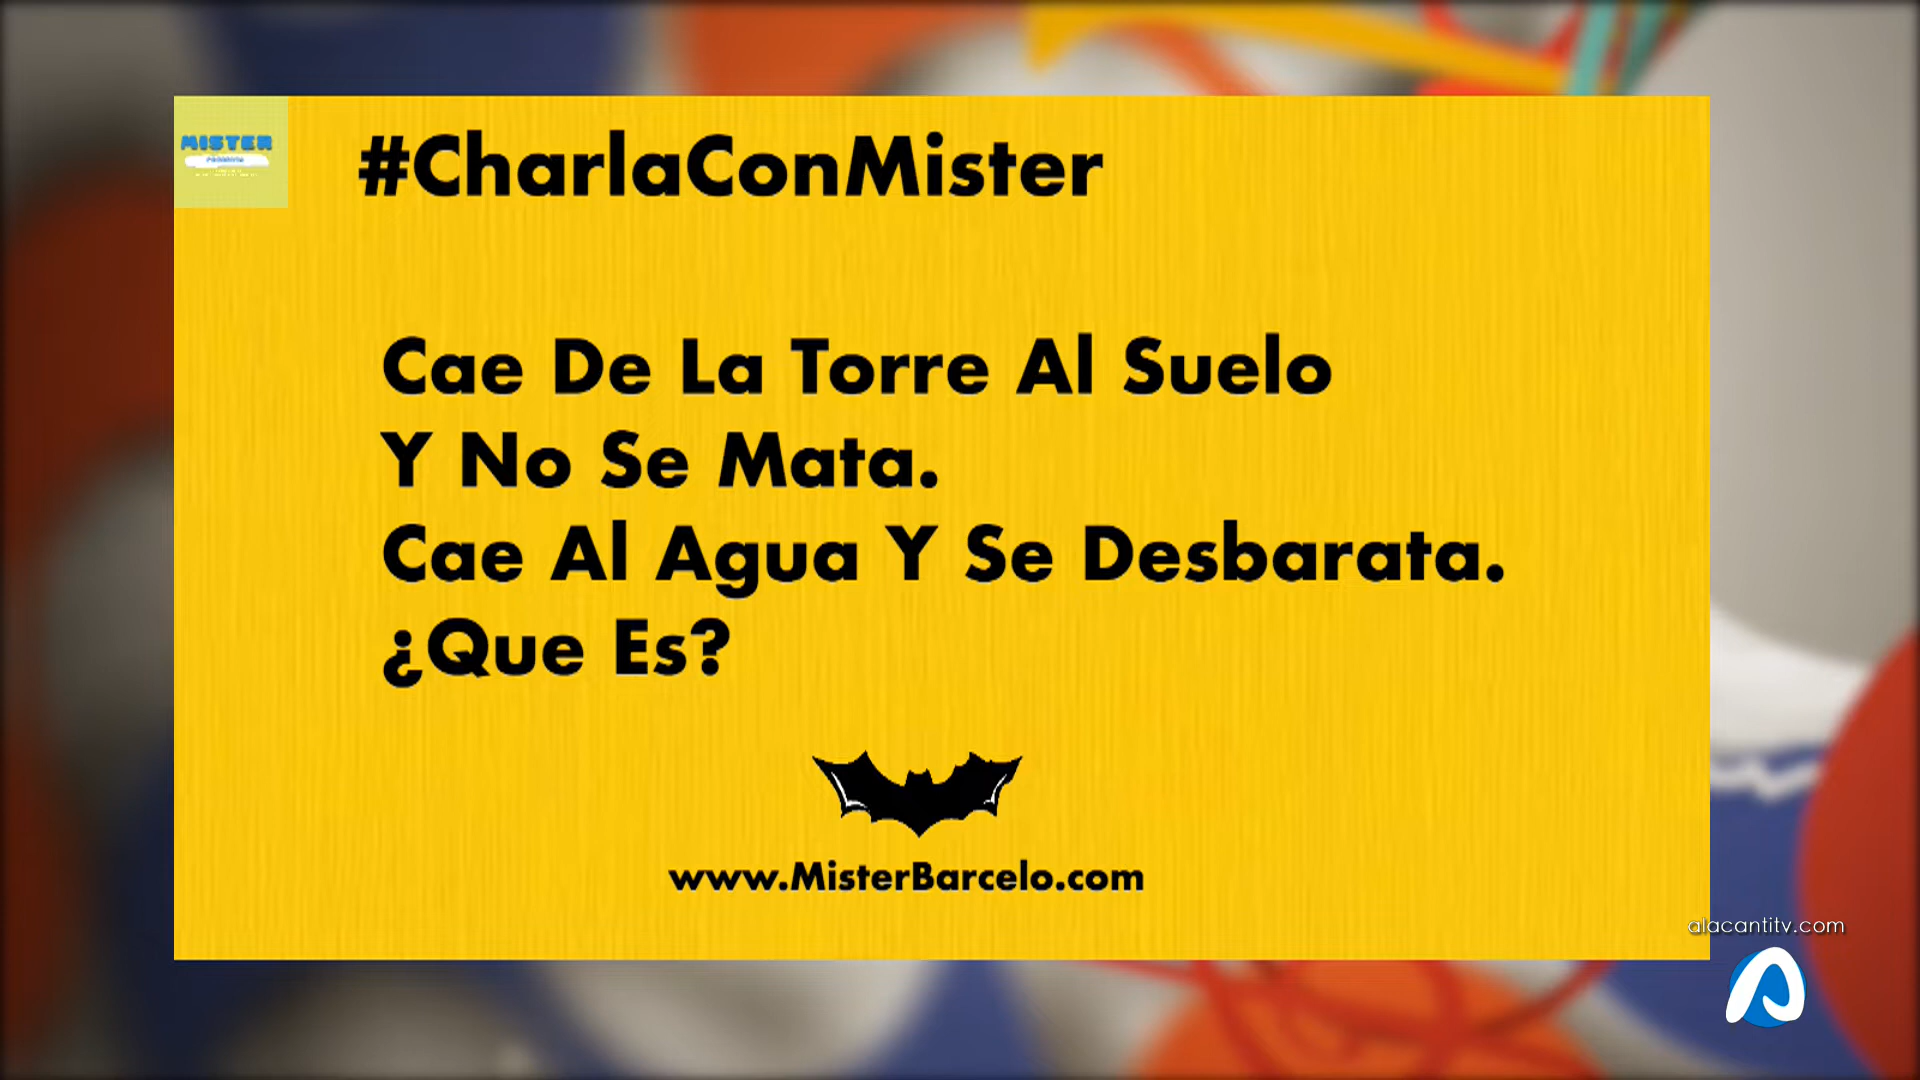 MISTER
#CharlaConMister
Cae De La Torre Al Suelo
Y No Se Mata.
Cae Al Agua Y Se Desbarata.
¿Que Es?
www.MisterBarcelo.com
alacantitv.com